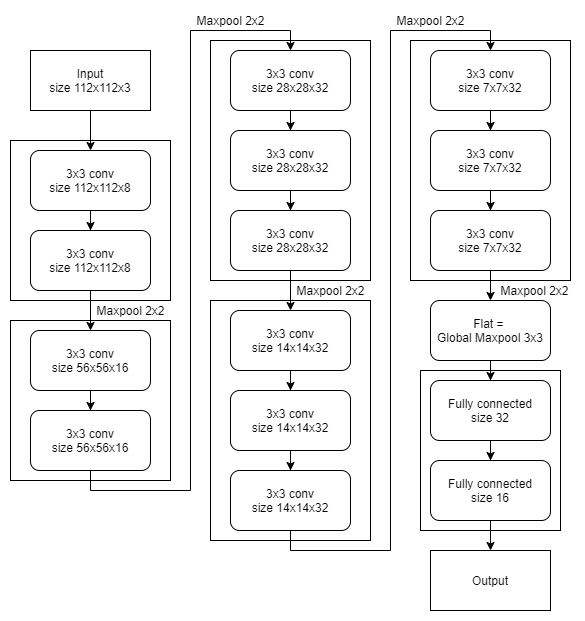 Input
size 112x112x3
3x3 conv
size 112x112x8
3x3 conv
size 112x112x8
Maxpool 2x2
3x3 conv
size 56x56x16
3x3 conv
size 56x56x16
Maxpool 2x2
3x3 conv
size 28x28x32
3x3 conv
size 28x28x32
3x3 conv
size 28x28x32
Maxpool 2x2
3x3 conv
size 14x14x32
3x3 conv
size 14x14x32
3x3 conv
size 14x14x32
Maxpool 2x2
3x3 conv
size 7x7x32
3x3 conv
size 7x7x32
3x3 conv
size 7x7x32
Maxpool 2x2
Flat =
Global Maxpool 3x3
Fully connected
size 32
Fully connected
size 16
Output